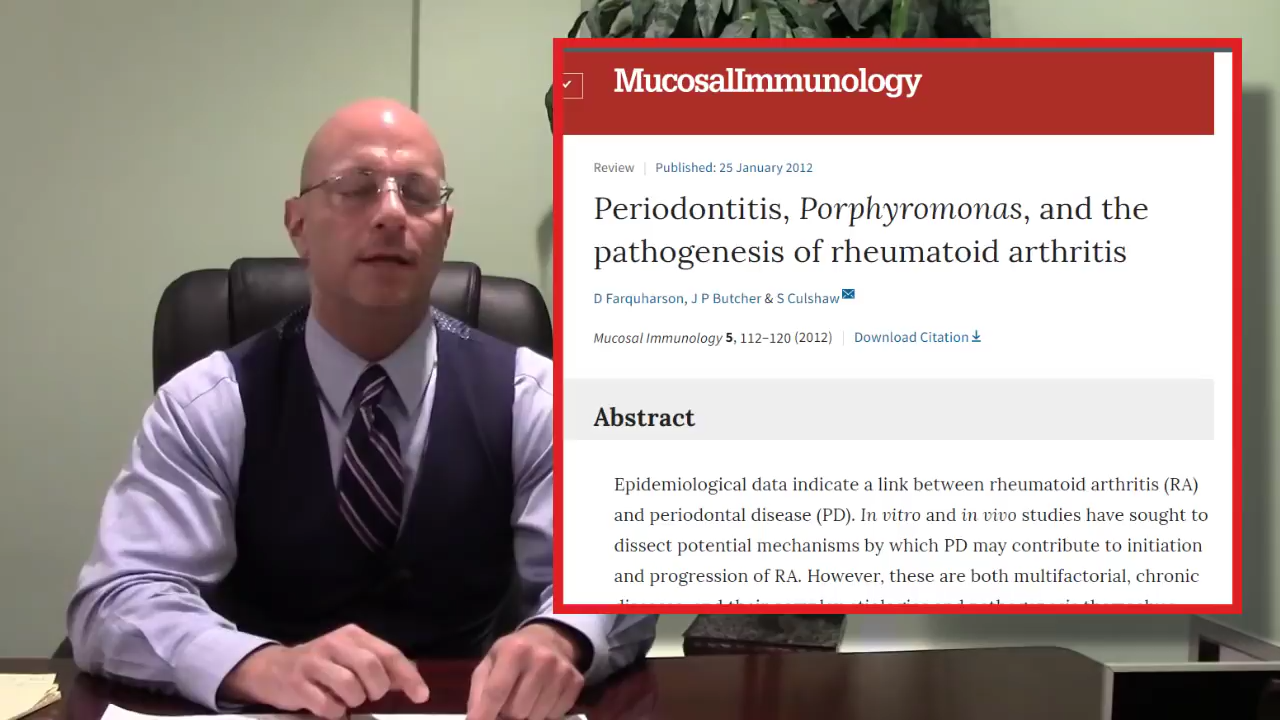 MucosalImmunology
Review | Published: 25 January 2012
Periodontitis, Porphyromonas, and the
pathogenesis of rheumatoid arthritis
D Farquharson, J P Butcher & S Culshaw
Mucosal Immunology 5, 112–120 (2012) | Download Citation
Abstract
Epidemiological data indicate a link between rheumatoid arthritis (RA)
and periodontal disease (PD). In vitro and in vivo studies have sought to
dissect potential mechanisms by which PD may contribute to initiation
and progression of RA. However, these are both multifactorial, chronic